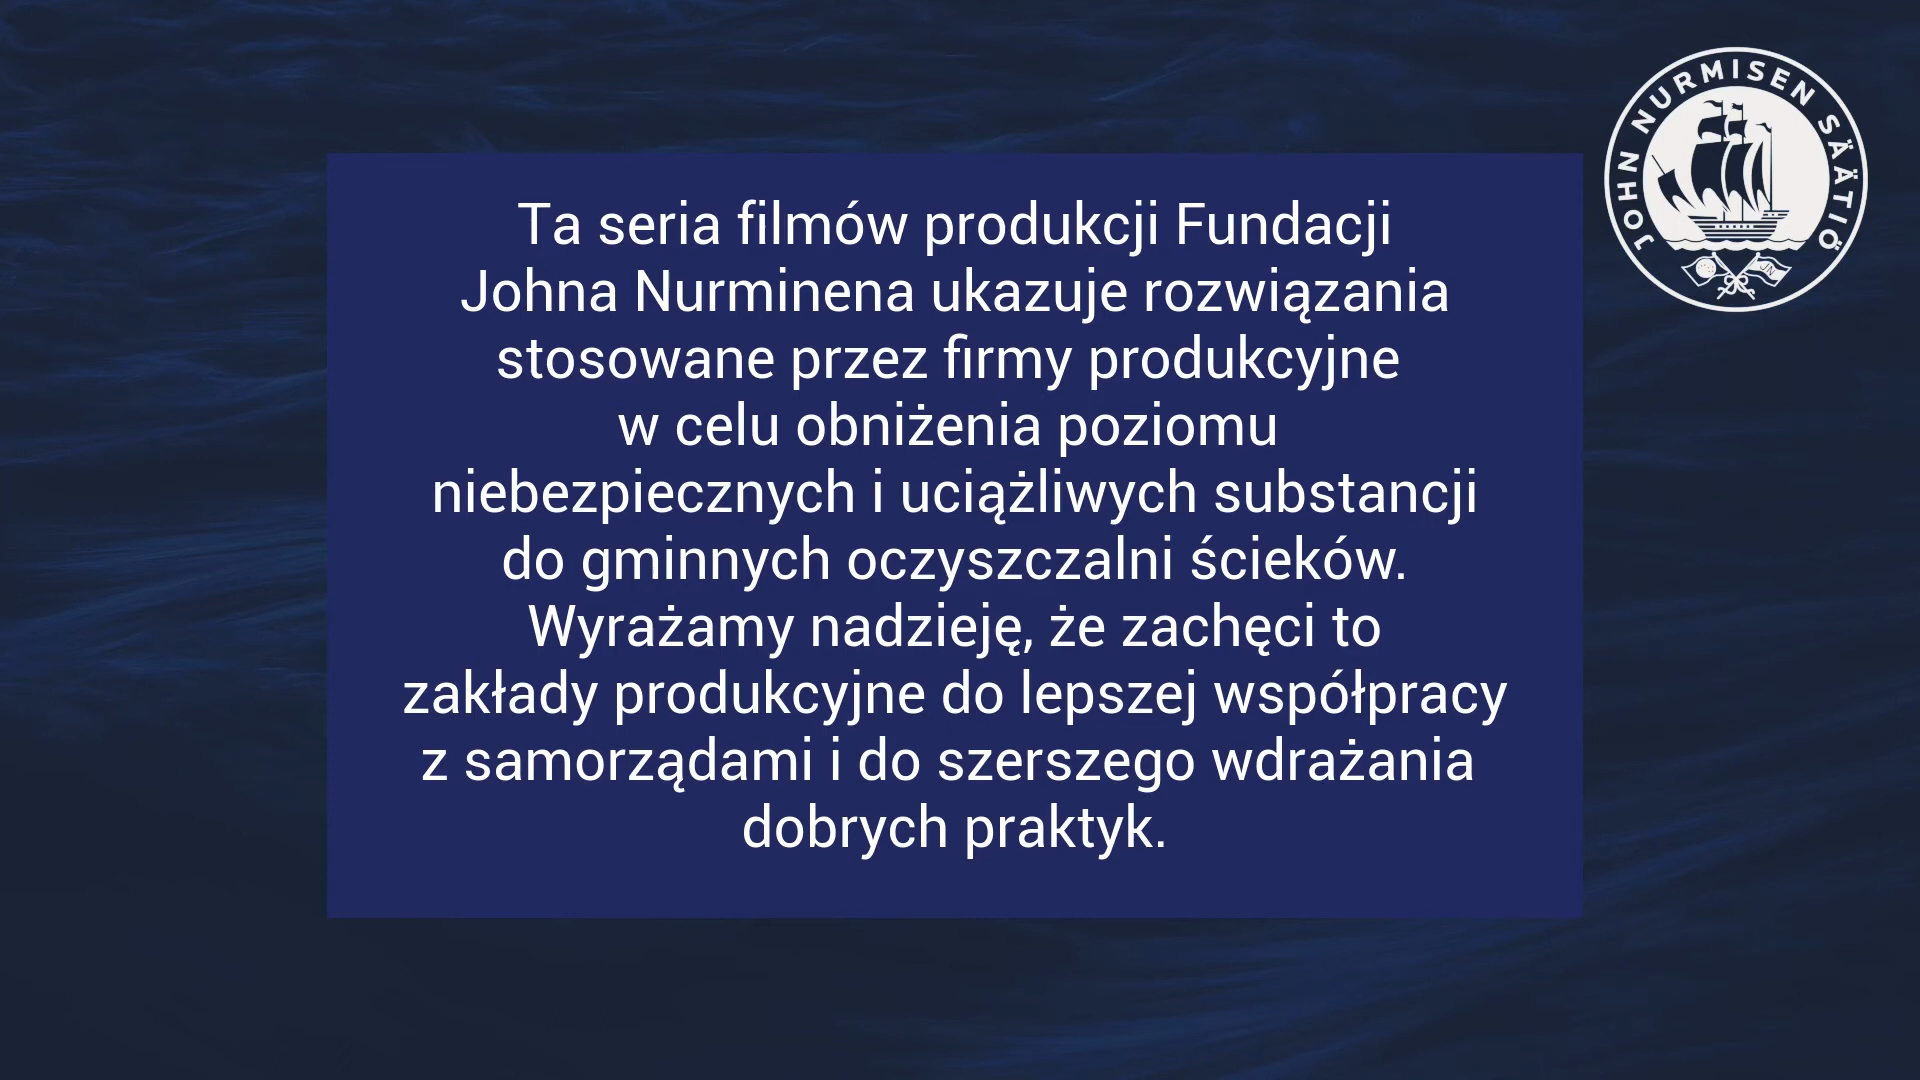 JOHN NURMISEN SÄÄTIÖ
JN
Ta seria filmów produkcji Fundacji
Johna Nurminena ukazuje rozwiązania
stosowane przez firmy produkcyjne
w celu obniżenia poziomu
niebezpiecznych i uciążliwych substancji
do gminnych oczyszczalni ścieków.
Wyrażamy nadzieję, że zachęci to
zakłady produkcyjne do lepszej współpracy
z samorządami i do szerszego wdrażania
dobrych praktyk.